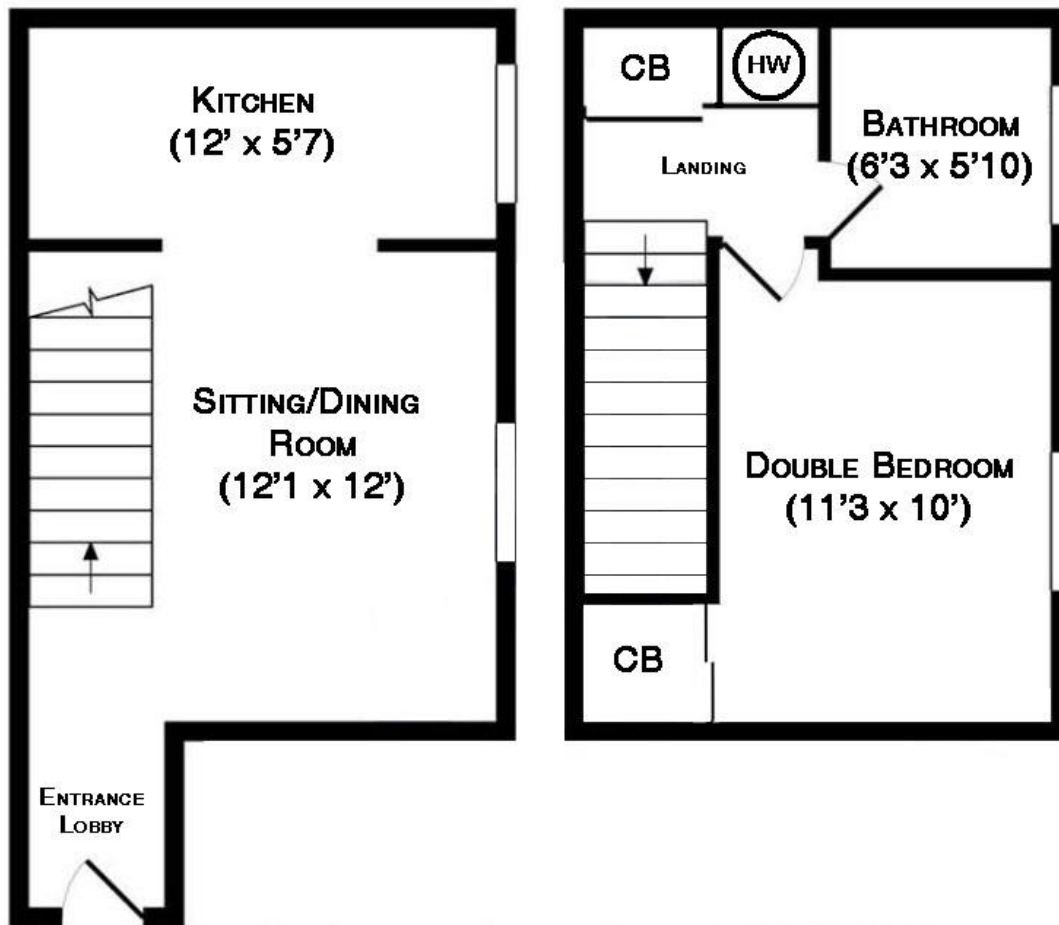 Kitchen
(12' x 5'7)
Sitting/Dining
Room
(12'1 x 12')
Entrance
Lobby
CB
HW
Landing
Bathroom
(6'3 x 5'10)
Double Bedroom
(11'3 x 10')
CB